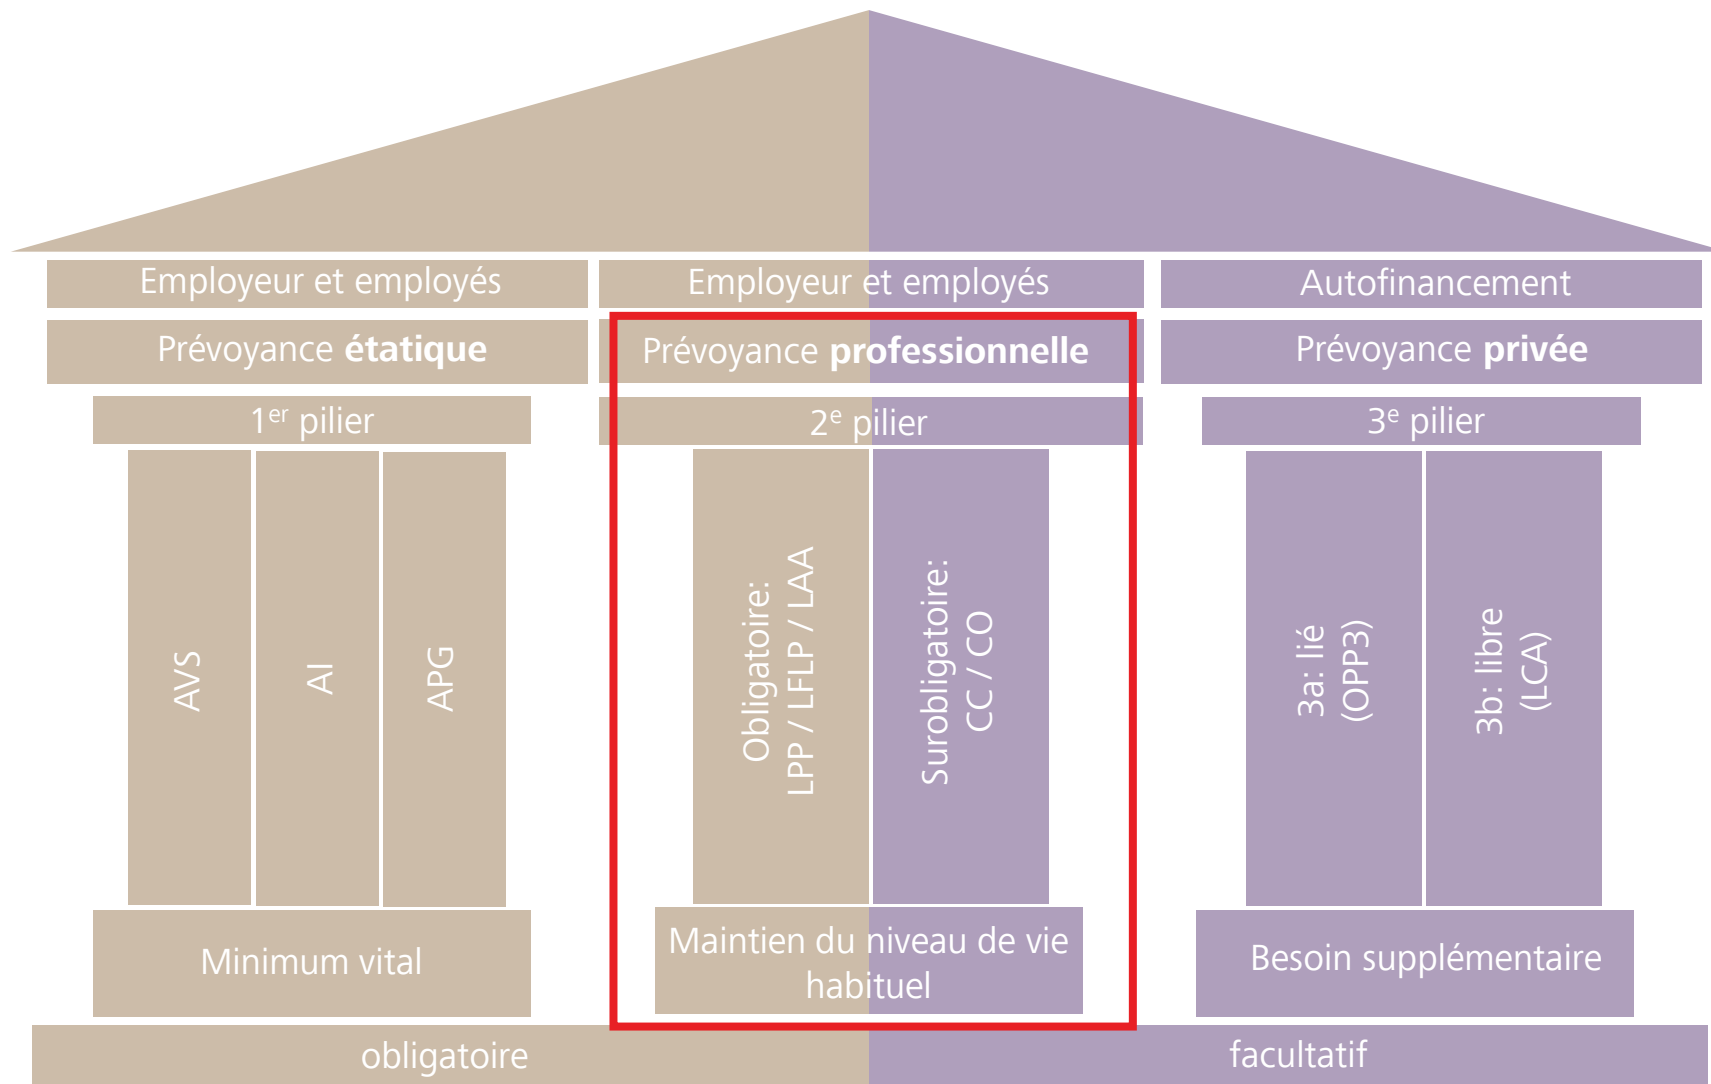 Employeur et employés
Employeur et employés
Autofinancement
Prévoyance étatique
Prévoyance professionnelle
Prévoyance privée
1er pilier
2e pilier
3e pilier
AVS
AI
APG
Obligatoire:
LPP / LFLP / LAA
Surobligatoire:
CC / CO
3a: lié
(OPP3)
3b: libre
(LCA)
Minimum vital
Maintien du niveau de vie
habituel
Besoin supplémentaire
obligatoire
facultatif